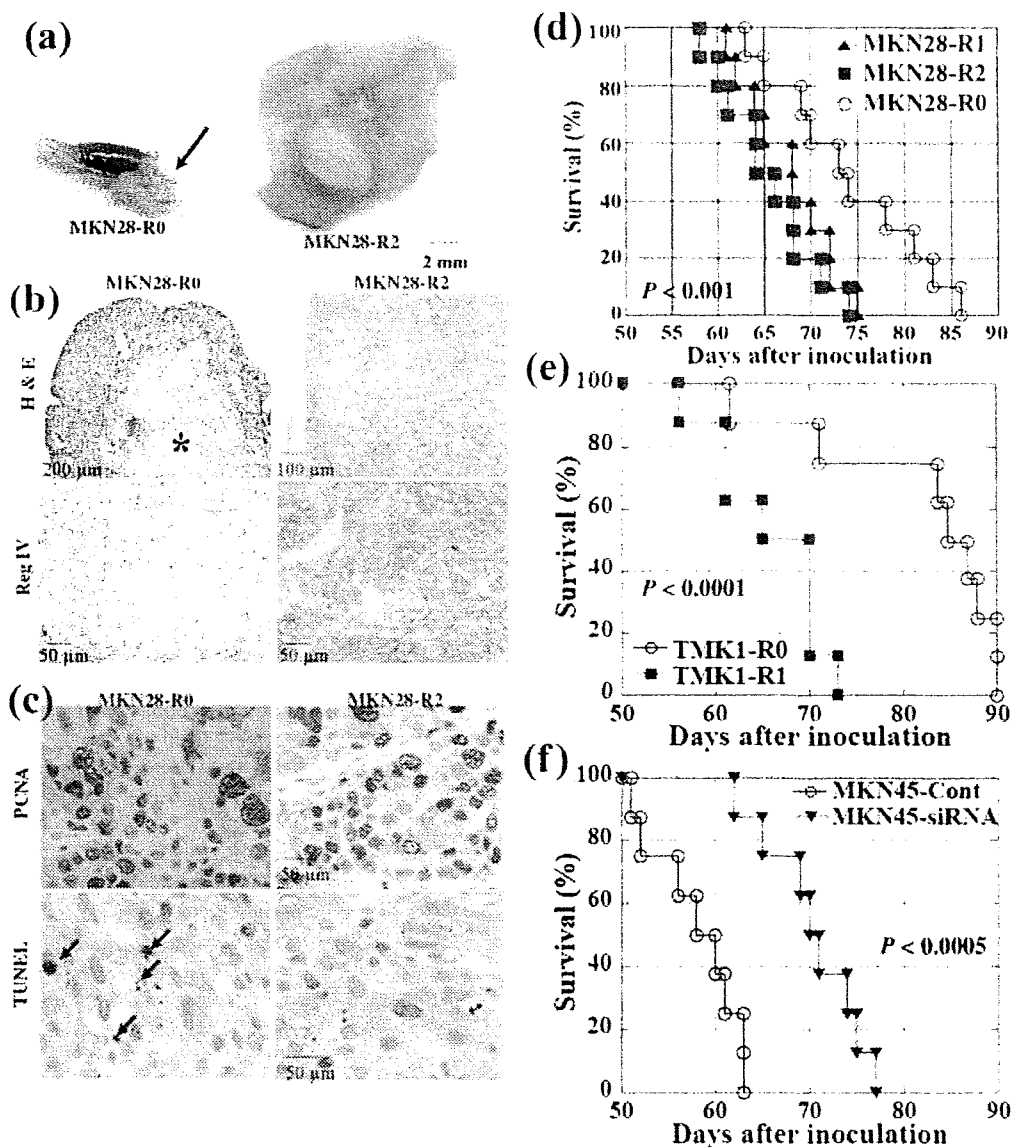 (a)
MKN28-R0
MKN28-R2
2 mm
(b)
MKN28-R0
MKN28-R2
H & E
200 µm
*
100 µm
Reg IV
50 µm
50 µm
(c)
MKN28-R0
MKN28-R2
PCNA
50 µm
TUNEL
50 µm
(d)
Survival (%)
100
80
60
40
20
0
MKN28-R1
MKN28-R2
MKN28-R0
P < 0.001
50 55 60 65 70 75 80 85 90
Days after inoculation
(e)
Survival (%)
100
80
60
40
20
0
P < 0.0001
TMK1-R0
TMK1-R1
50 60 70 80 90
Days after inoculation
(f)
Survival (%)
100
80
60
40
20
0
MKN45-Cont
MKN45-siRNA
P < 0.0005
50 60 70 80 90
Days after inoculation